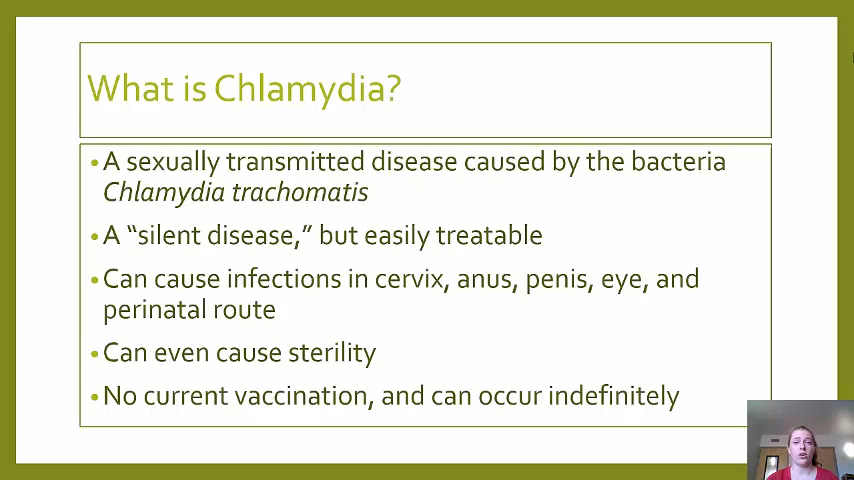 What is Chlamydia?
•A sexually transmitted disease caused by the bacteria
Chlamydia trachomatis
•A “silent disease,” but easily treatable
•Can cause infections in cervix, anus, penis, eye, and
perinatal route
•Can even cause sterility
•No current vaccination, and can occur indefinitely